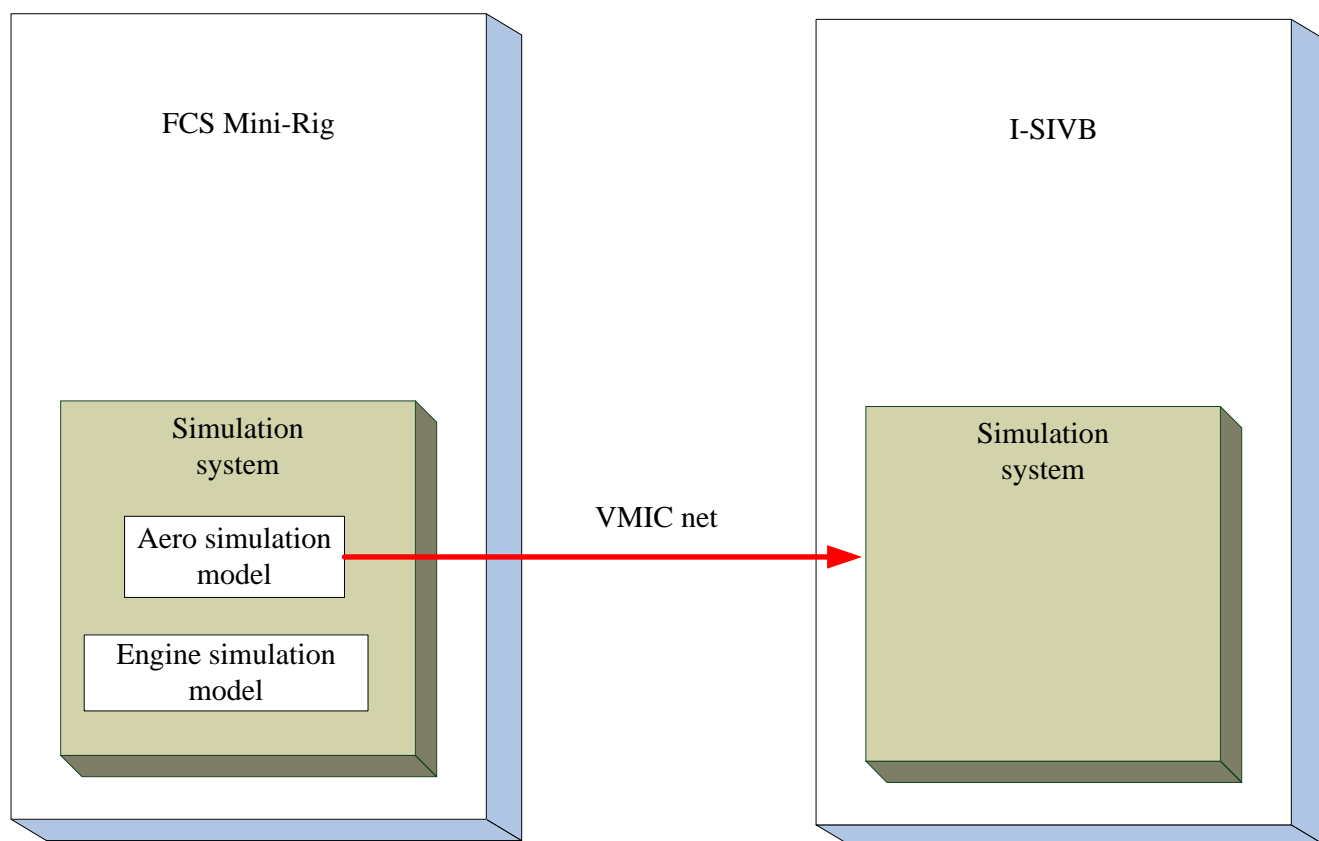 FCS Mini-Rig
I-SIVB
Simulation
system
Aero simulation
model
Engine simulation
model
VMIC net
Simulation
system